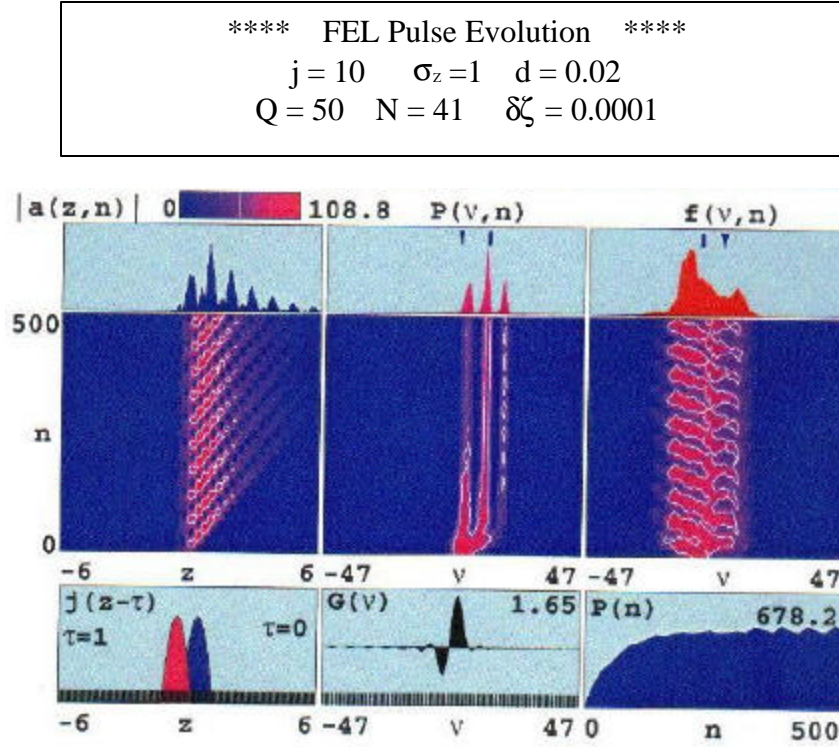 **** FEL Pulse Evolution ****
j = 10 σz =1 d = 0.02
Q = 50 N = 41 δζ = 0.0001
|a(z,n)| 0 108.8 P(ν,n) f(ν,n)
500
n
0
-6 z 6 -47 ν 47 -47 ν 47
j(z-τ) G(ν) 1.65 P(n) 678.2
τ=1 τ=0
-6 z 6 -47 ν 47 0 n 500